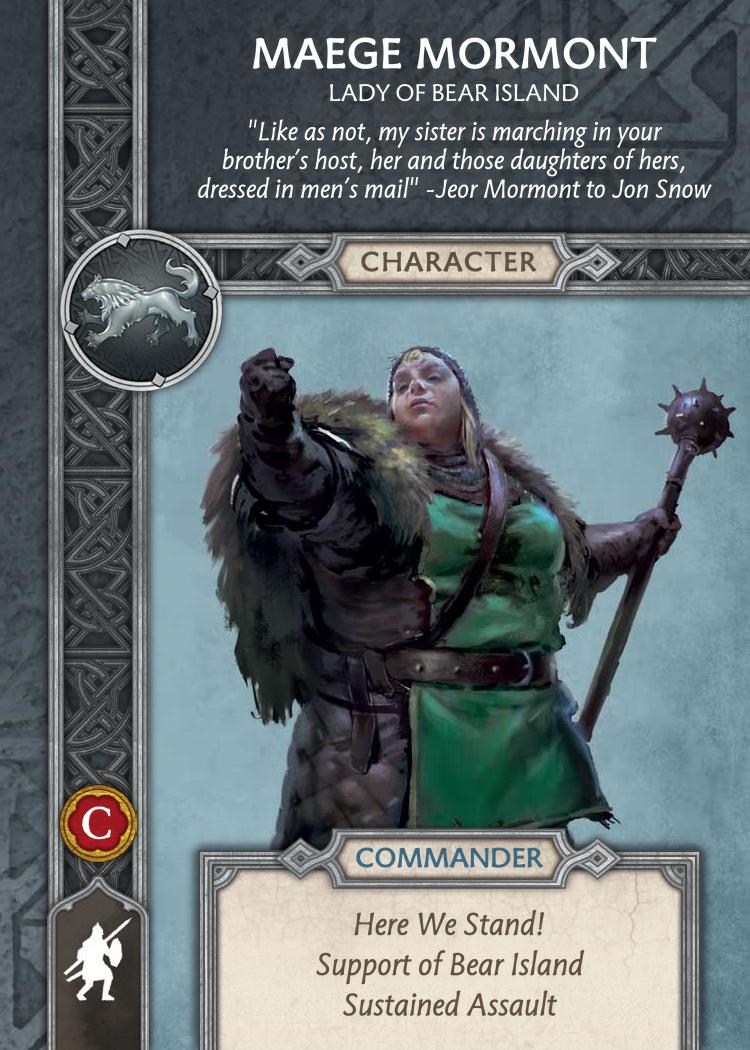 MAEGE MORMONT
LADY OF BEAR ISLAND
"Like as not, my sister is marching in your
brother's host, her and those daughters of hers,
dressed in men's mail" -Jeor Mormont to Jon Snow
CHARACTER
C
COMMANDER
Here We Stand!
Support of Bear Island
Sustained Assault